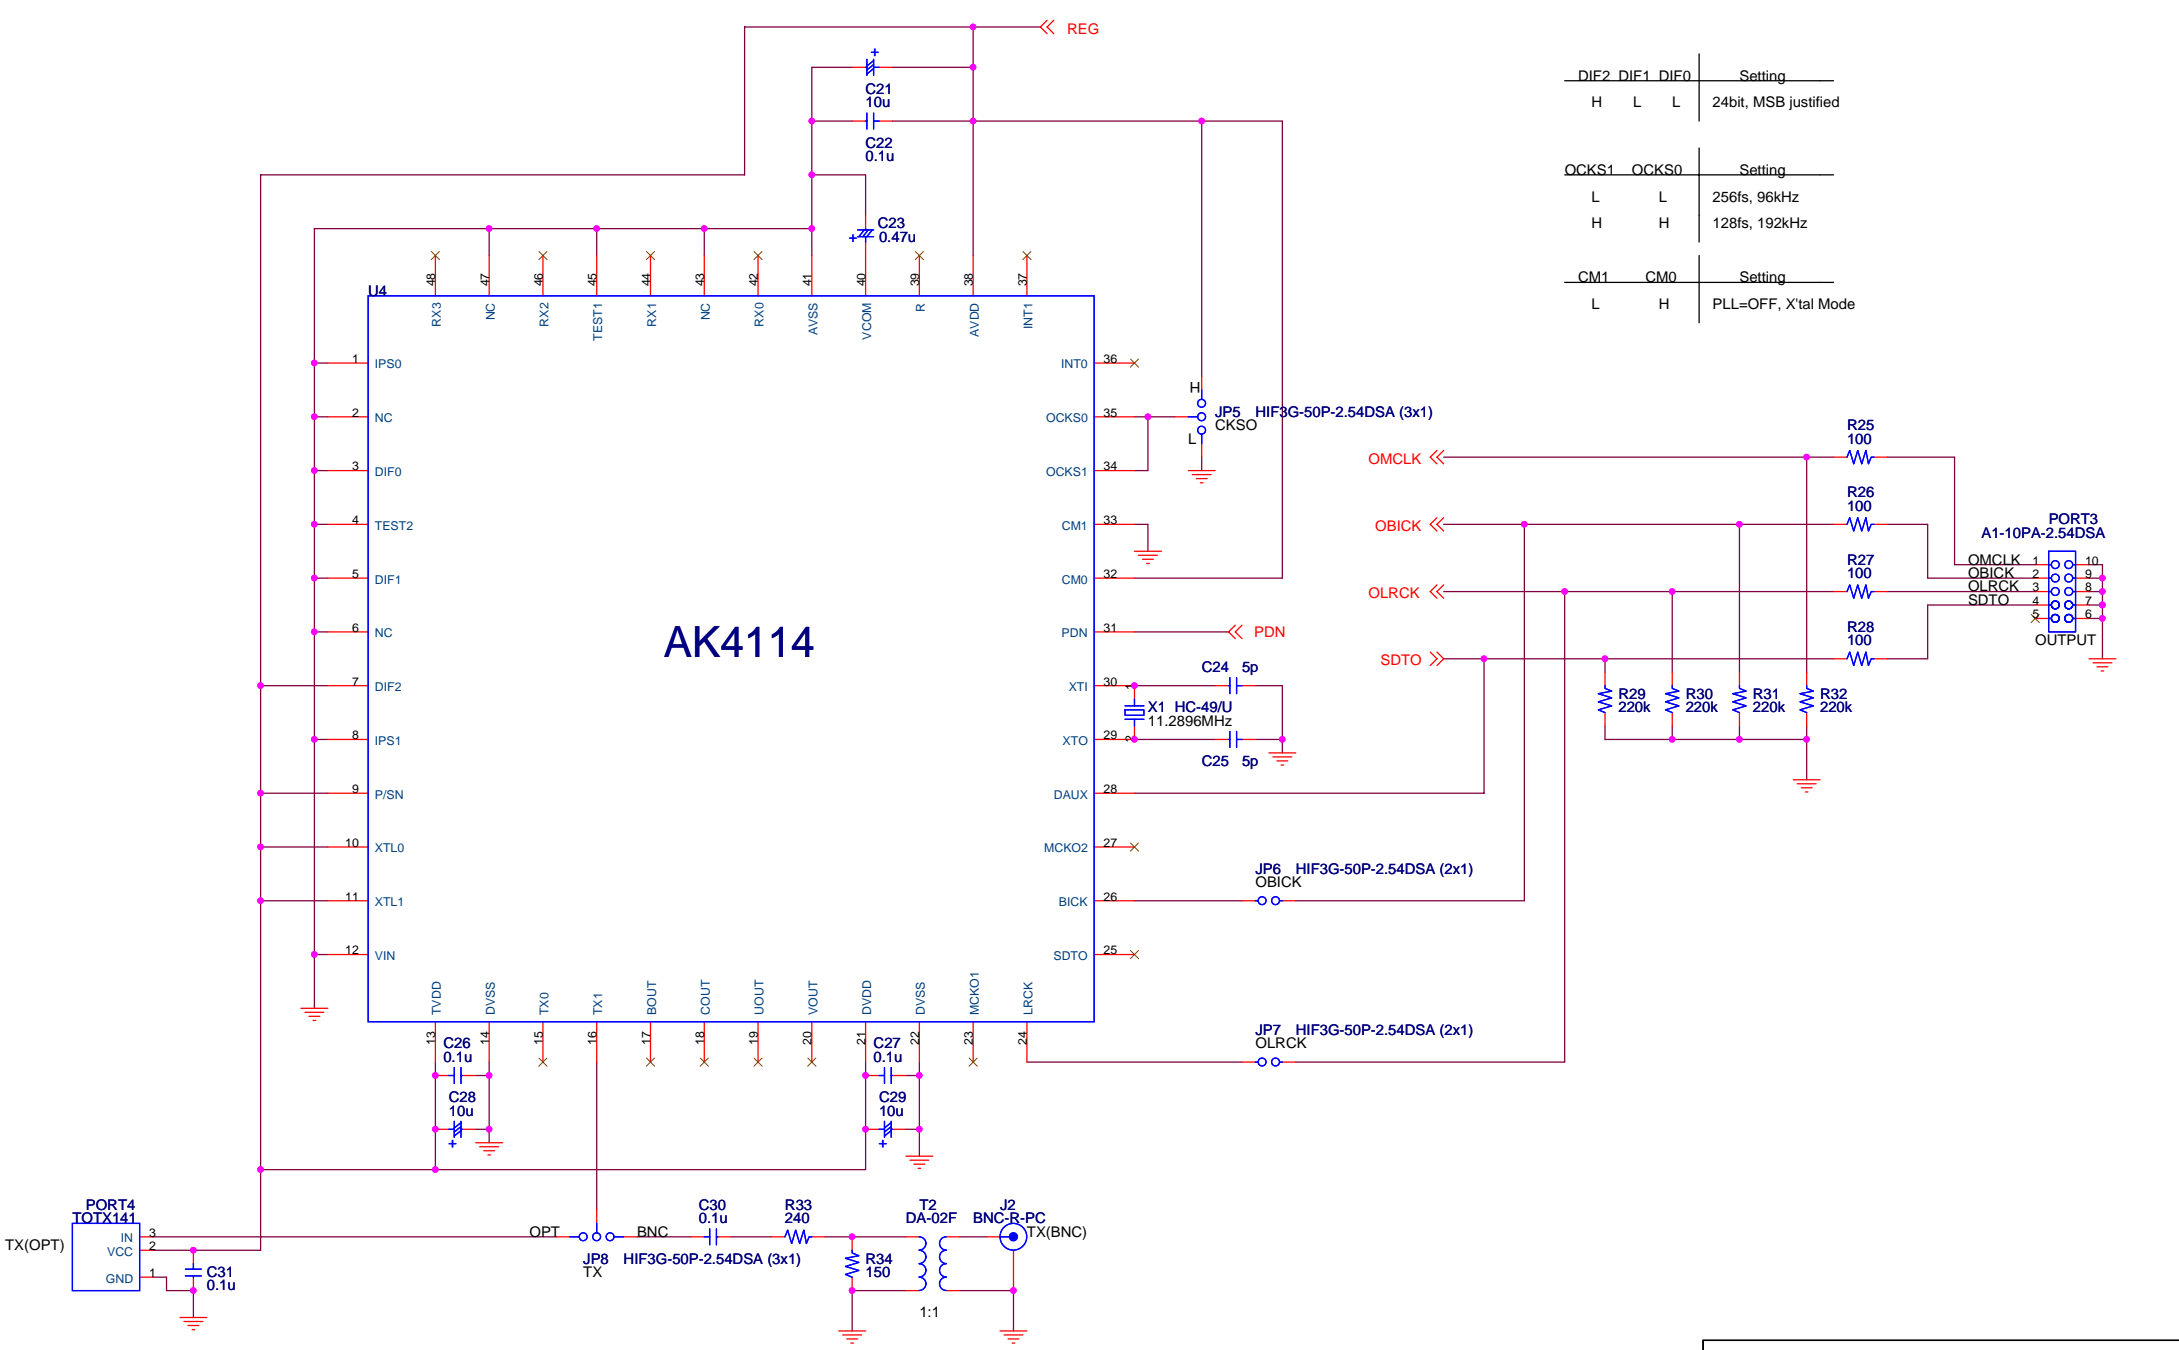 REG
+
C21
10u
C22
0.1u
C23
+ 0.47u
DIF2 DIF1 DIF0 Setting
H L L 24bit, MSB justified
OCKS1 OCKS0 Setting
L L 256fs, 96kHz
H H 128fs, 192kHz
CM1 CM0 Setting
L H PLL=OFF, X'tal Mode
U4
48 47 46 45 44 43 42 41 40 39 38 37
RX3 NC RX2 TEST1 RX1 NC RX0 AVSS VCOM R AVDD INT1
1 IPS0
2 NC
3 DIF0
4 TEST2
5 DIF1
6 NC
7 DIF2
8 IPS1
9 P/SN
10 XTL0
11 XTL1
12 VIN
AK4114
INT0 36
OCKS0 35
OCKS1 34
CM1 33
CM0 32
PDN 31
XTI 30
XTO 29
DAUX 28
MCKO2 27
BICK 26
SDTO 25
TVDD DVSS TX0 TX1 BOUT COUT UOUT VOUT DVDD DVSS MCKO1 LRCK
13 14 15 16 17 18 19 20 21 22 23 24
H
JP5 HIF3G-50P-2.54DSA (3x1)
CKSO
L
PDN
C24 5p
1
X1 HC-49/U
11.2896MHz
2
C25 5p
JP6 HIF3G-50P-2.54DSA (2x1)
OBICK
JP7 HIF3G-50P-2.54DSA (2x1)
OLRCK
OMCLK
OBICK
OLRCK
SDTO
R25
100
R26
100
R27
100
R28
100
R29
220k
R30
220k
R31
220k
R32
220k
PORT3
A1-10PA-2.54DSA
OMCLK 1 10
OBICK 2 9
OLRCK 3 8
SDTO 4 7
5 6
OUTPUT
C26
0.1u
C28
10u
+
C27
0.1u
C29
10u
+
PORT4
TOTX141
TX(OPT)
IN 3
VCC 2
GND 1
C31
0.1u
OPT BNC
JP8 HIF3G-50P-2.54DSA (3x1)
TX
C30
0.1u
R33
240
R34
150
T2
DA-02F
1:1
J2
BNC-R-PC
TX(BNC)